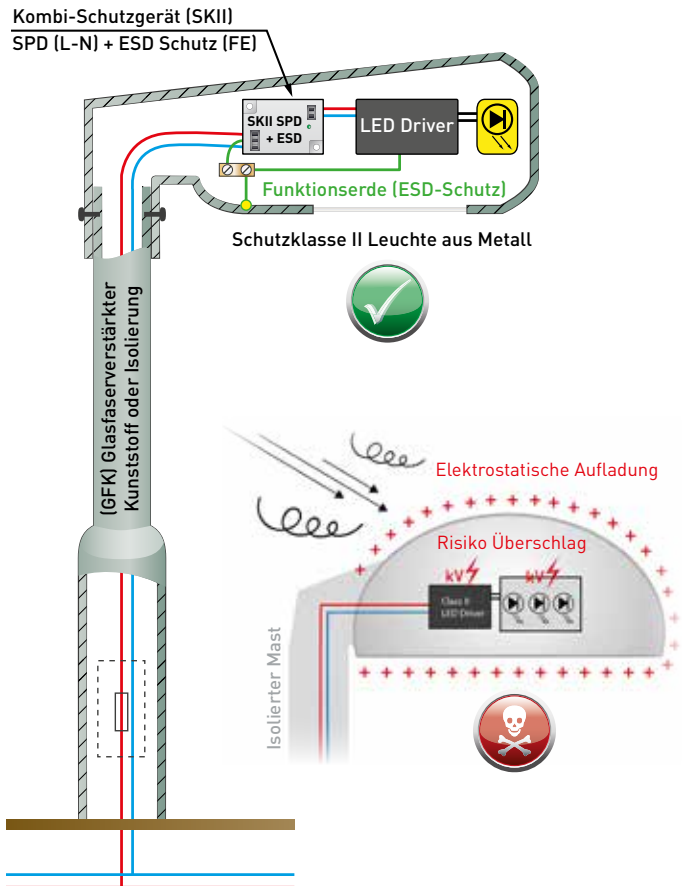 Kombi-Schutzgerät (SKII)
SPD (L-N) + ESD Schutz (FE)
SKII SPD
+ ESD
LED Driver
Funktionserde (ESD-Schutz)
Schutzklasse II Leuchte aus Metall
(GFK) Glasfaserverstärkter
Kunststoff oder Isolierung
Elektrostatische Aufladung
Risiko Überschlag
kV
kV
Class II
LED Driver
Isolierter Mast